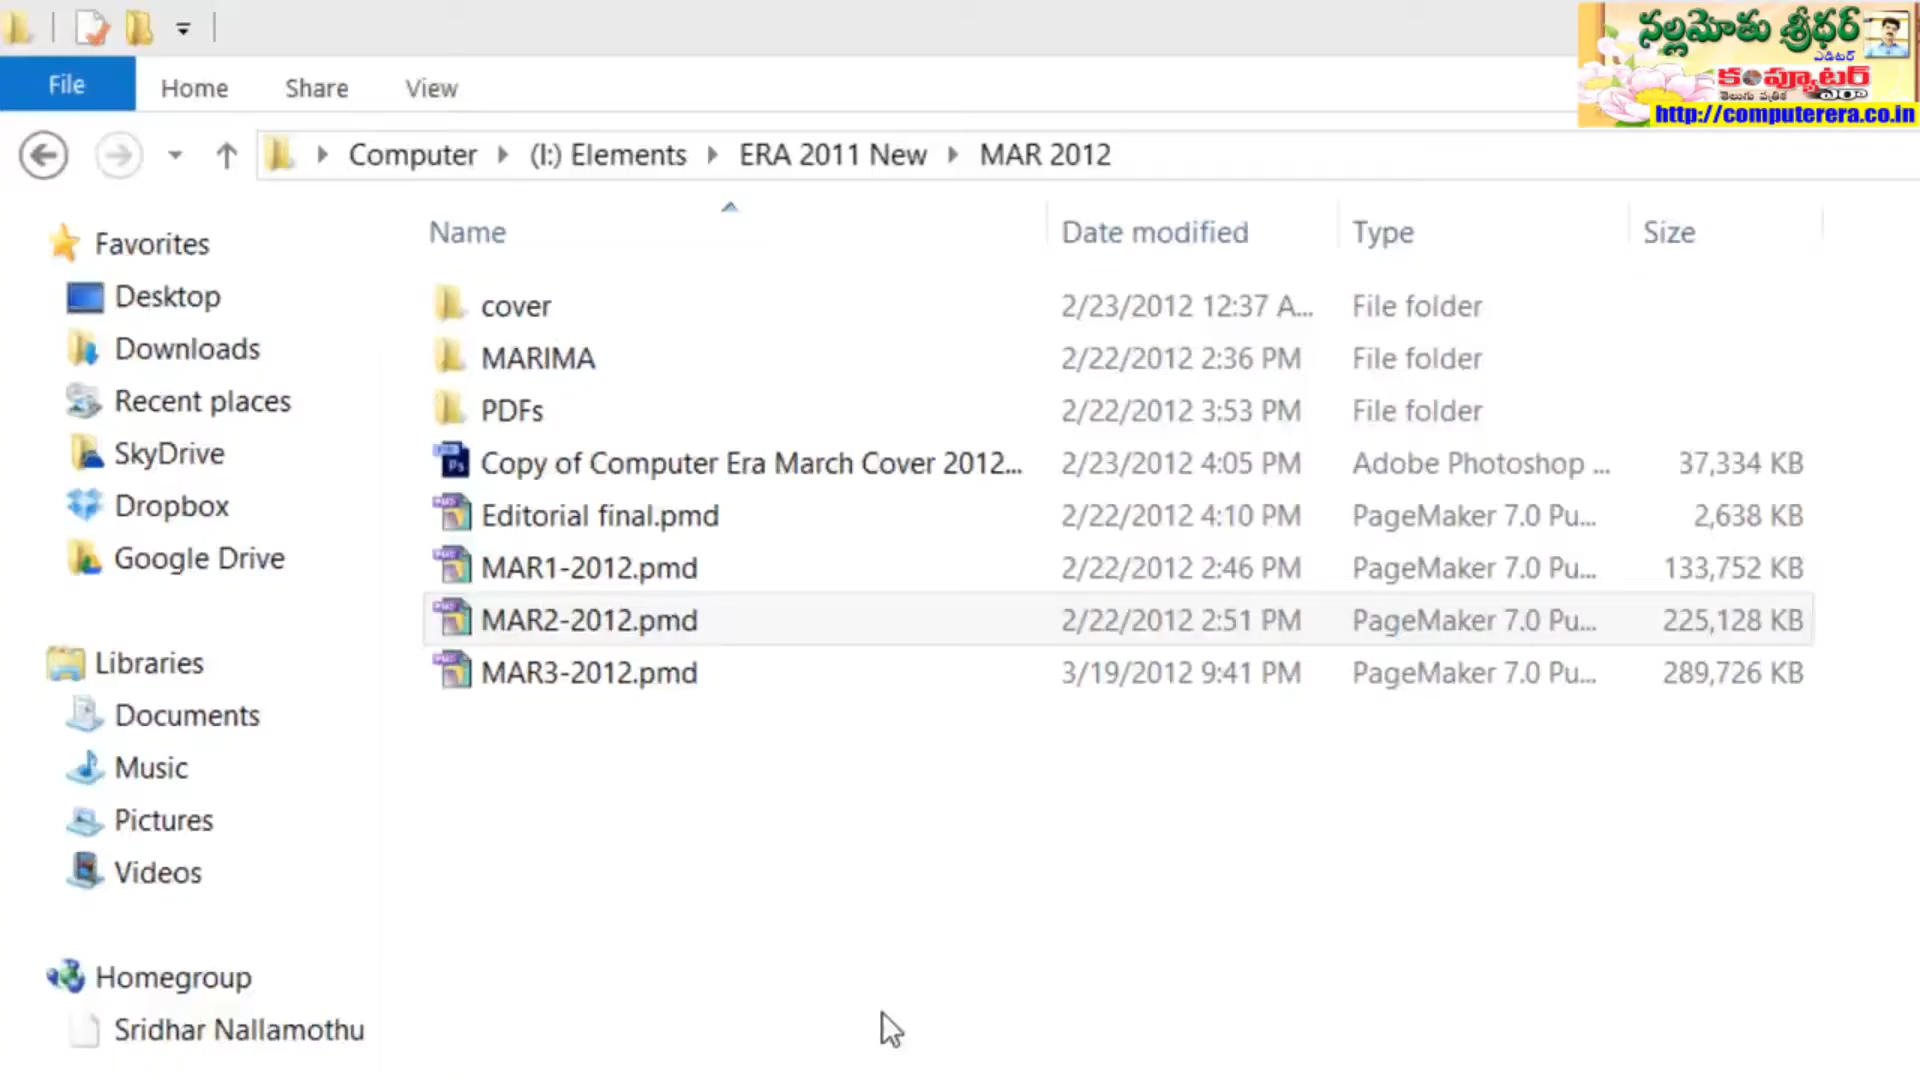 నల్లమోతు శ్రీధర్
ఎడిటర్
కంప్యూటర్
తెలుగు పత్రిక ఎరా
http://computerera.co.in
File Home Share View
Computer (I:) Elements ERA 2011 New MAR 2012
Name Date modified Type Size
Favorites
Desktop
Downloads
Recent places
SkyDrive
Dropbox
Google Drive
Libraries
Documents
Music
Pictures
Videos
Homegroup
Sridhar Nallamothu
cover 2/23/2012 12:37 A... File folder
MARIMA 2/22/2012 2:36 PM File folder
PDFs 2/22/2012 3:53 PM File folder
Copy of Computer Era March Cover 2012... 2/23/2012 4:05 PM Adobe Photoshop ... 37,334 KB
Editorial final.pmd 2/22/2012 4:10 PM PageMaker 7.0 Pu... 2,638 KB
MAR1-2012.pmd 2/22/2012 2:46 PM PageMaker 7.0 Pu... 133,752 KB
MAR2-2012.pmd 2/22/2012 2:51 PM PageMaker 7.0 Pu... 225,128 KB
MAR3-2012.pmd 3/19/2012 9:41 PM PageMaker 7.0 Pu... 289,726 KB